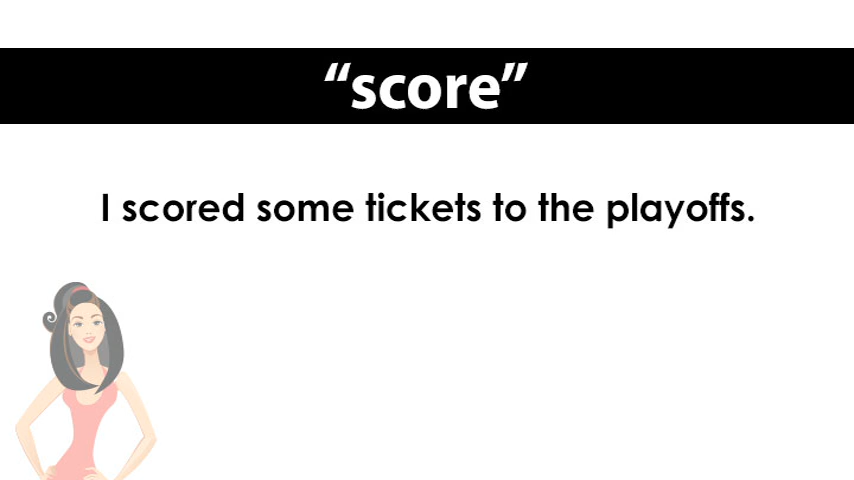 “score”
I scored some tickets to the playoffs.